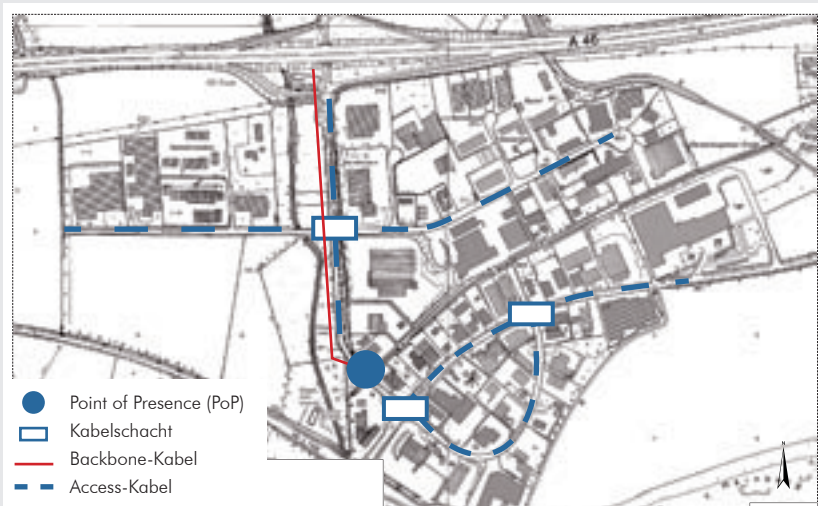 A 46
N
Point of Presence (PoP)
Kabelschacht
Backbone-Kabel
Access-Kabel